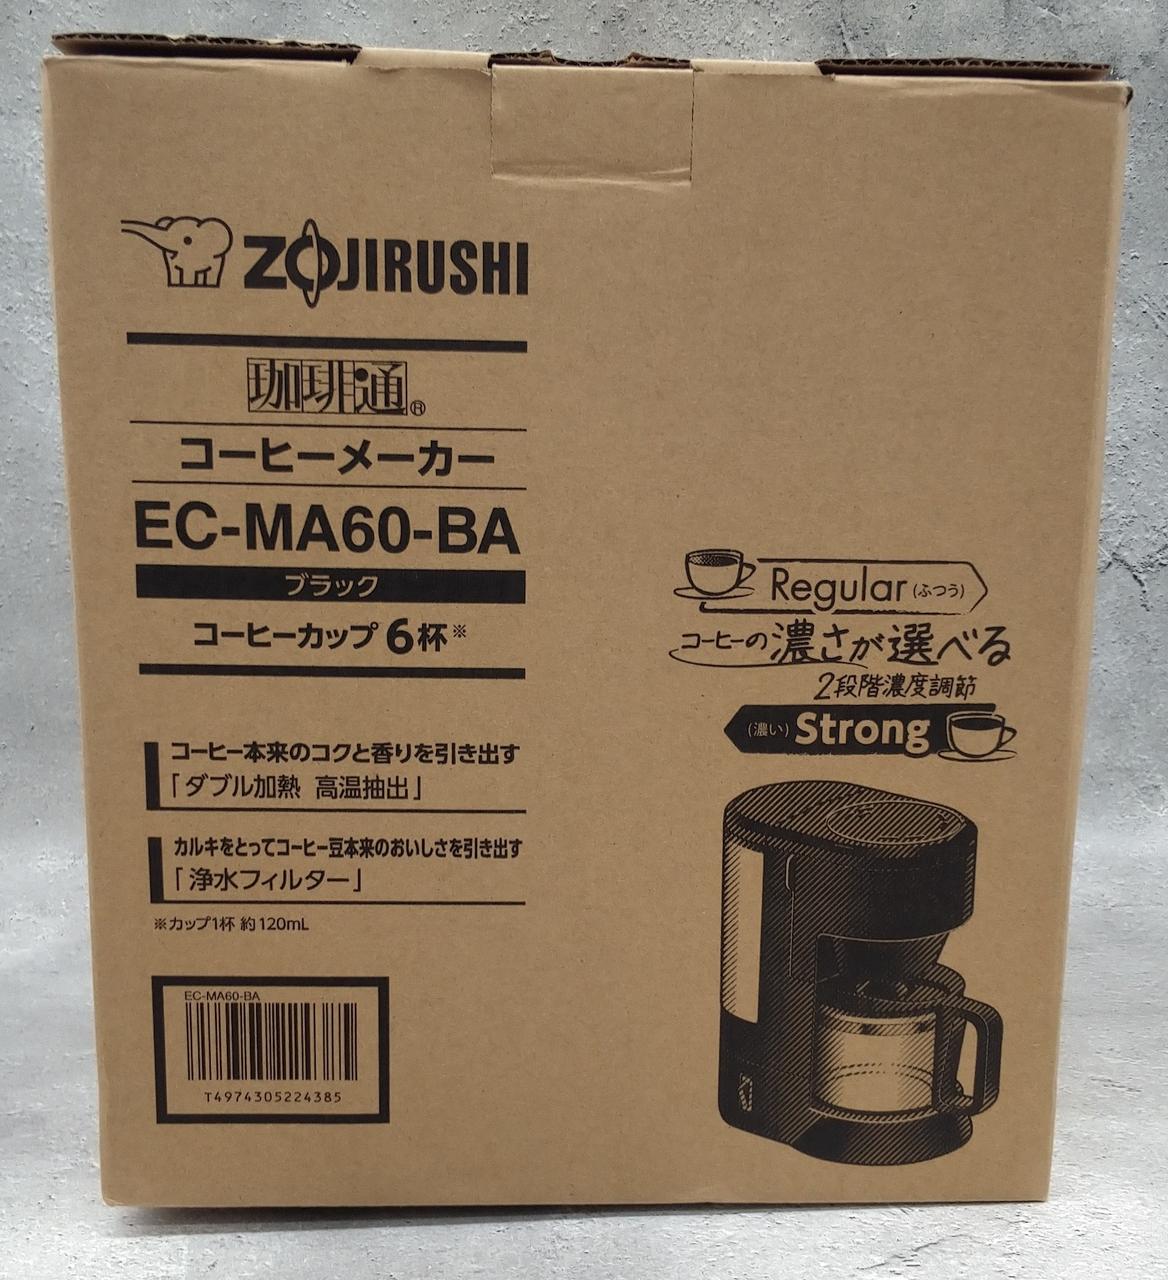 ZOJIRUSHI
珈琲通®
コーヒーメーカー
EC-MA60-BA
ブラック
コーヒーカップ6杯※
コーヒー本来のコクと香りを引き出す
「ダブル加熱 高温抽出」
カルキをとってコーヒー豆本来のおいしさを引き出す
「浄水フィルター」
※カップ1杯 約120mL
EC-MA60-BA
T4974305224385
Regular (ふつう)
コーヒーの濃さが選べる
2段階濃度調節
(濃い) Strong